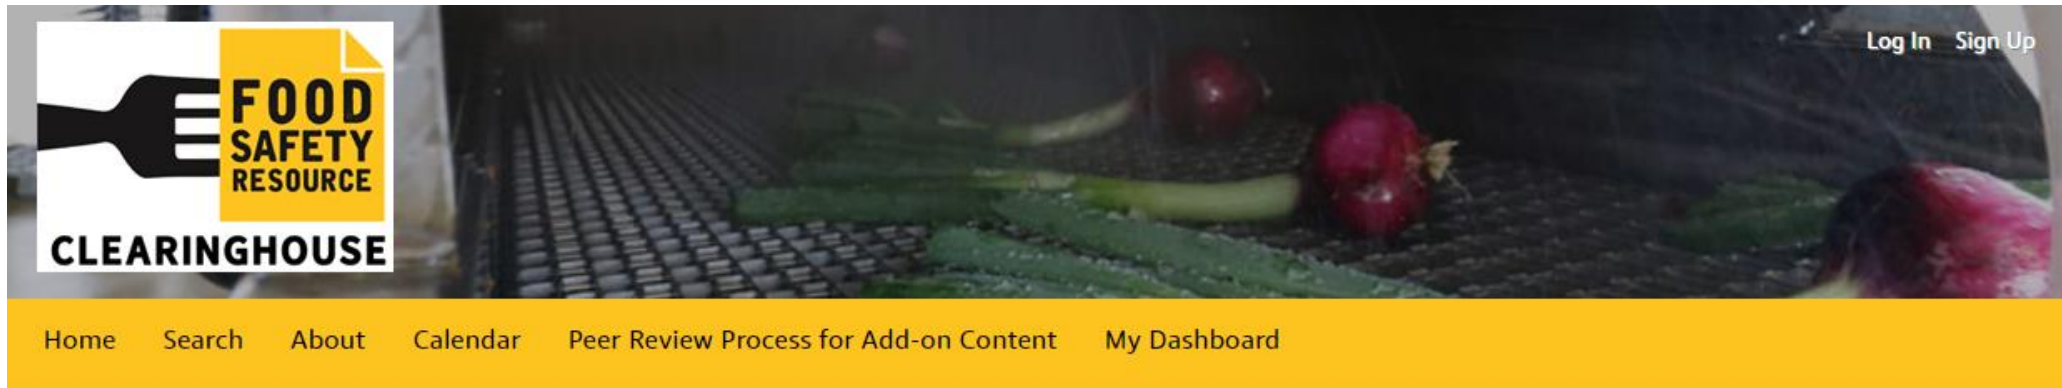 Log In Sign Up
FOOD
SAFETY
RESOURCE
CLEARINGHOUSE
Home Search About Calendar Peer Review Process for Add-on Content My Dashboard